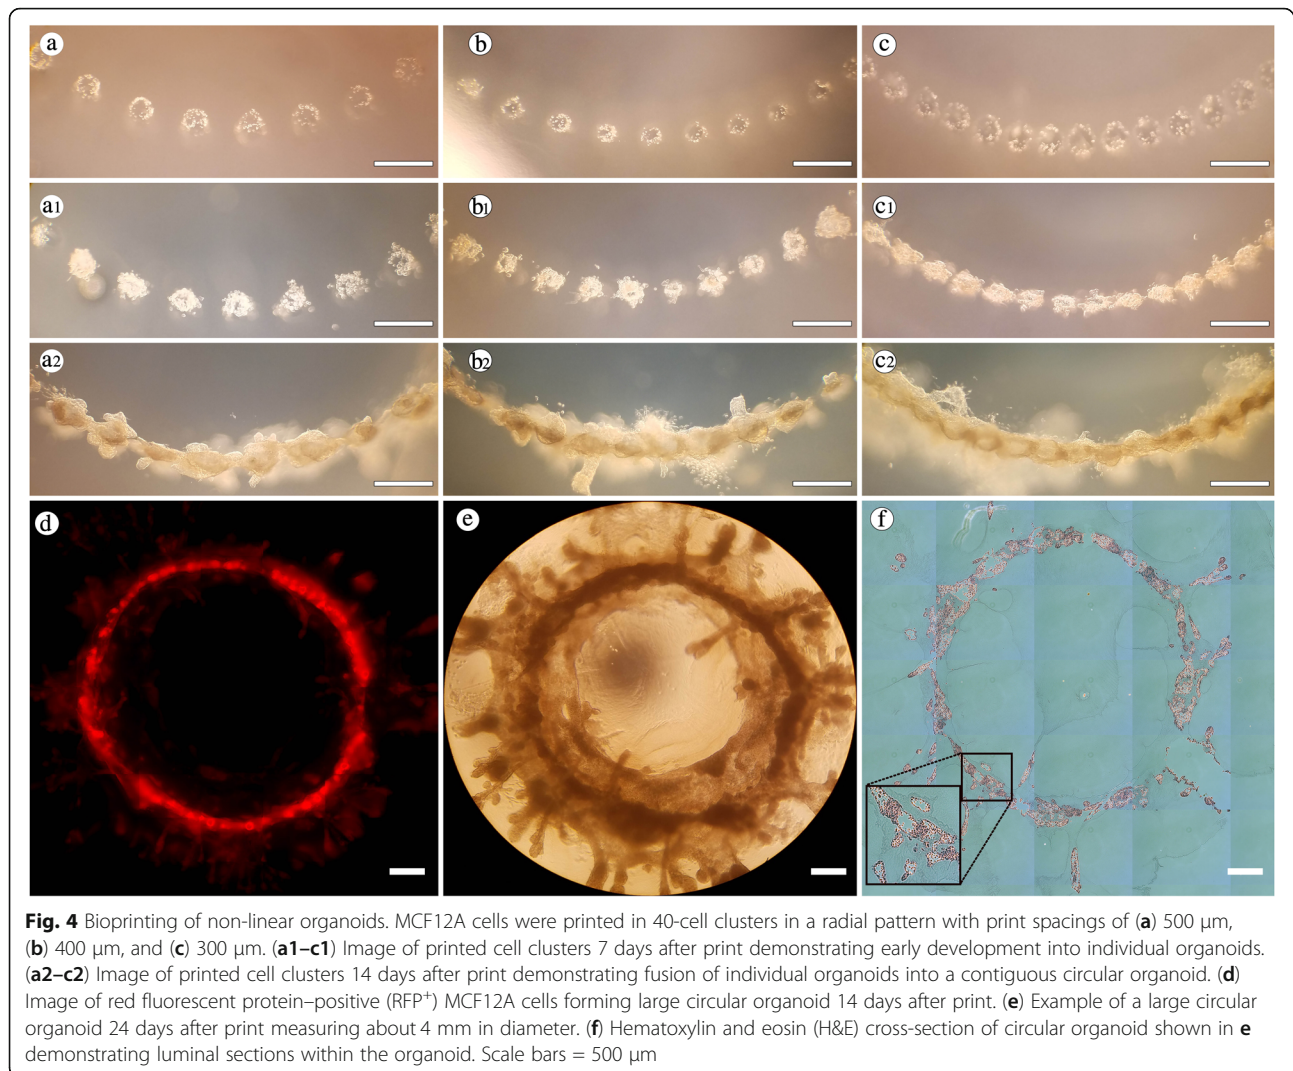 a
b
c
a1
b1
c1
a2
b2
c2
d
e
f
Fig. 4 Bioprinting of non-linear organoids. MCF12A cells were printed in 40-cell clusters in a radial pattern with print spacings of (a) 500 μm,
(b) 400 μm, and (c) 300 μm. (a1–c1) Image of printed cell clusters 7 days after print demonstrating early development into individual organoids.
(a2–c2) Image of printed cell clusters 14 days after print demonstrating fusion of individual organoids into a contiguous circular organoid. (d)
Image of red fluorescent protein–positive (RFP⁺) MCF12A cells forming large circular organoid 14 days after print. (e) Example of a large circular
organoid 24 days after print measuring about 4 mm in diameter. (f) Hematoxylin and eosin (H&E) cross-section of circular organoid shown in e
demonstrating luminal sections within the organoid. Scale bars = 500 μm